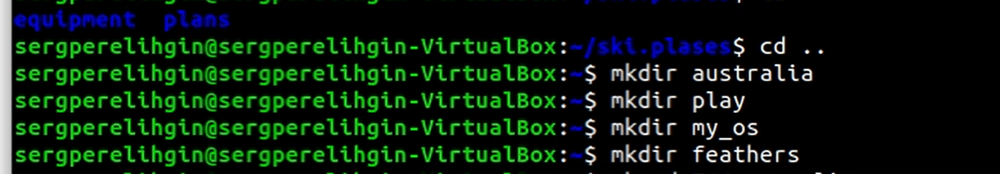 equipment  plans
sergperelihgin@sergperelihgin-VirtualBox:~/ski.plases$ cd ..
sergperelihgin@sergperelihgin-VirtualBox:~$ mkdir australia
sergperelihgin@sergperelihgin-VirtualBox:~$ mkdir play
sergperelihgin@sergperelihgin-VirtualBox:~$ mkdir my_os
sergperelihgin@sergperelihgin-VirtualBox:~$ mkdir feathers